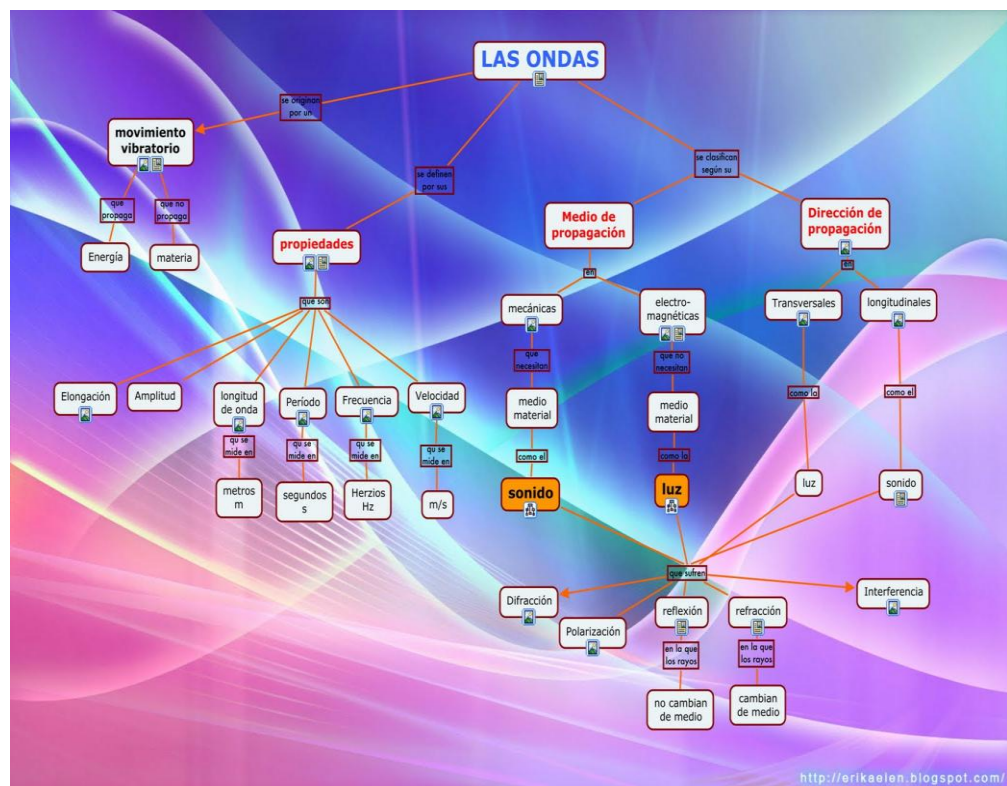 LAS ONDAS
se originan
por un
movimiento
vibratorio
que
propaga
que no
propaga
Energía
materia
se definen
por sus
propiedades
que son
Elongación
Amplitud
longitud
de onda
Período
Frecuencia
Velocidad
qu se
mide en
qu se
mide en
qu se
mide en
qu se
mide en
metros
m
segundos
s
Herzios
Hz
m/s
se clasifican
según su
Medio de
propagación
Dirección de
propagación
en
en
mecánicas
electro-
magnéticas
Transversales
longitudinales
que
necesitan
que no
necesitan
medio
material
medio
material
como el
como la
como la
como el
sonido
luz
luz
sonido
que sufren
Difracción
Polarización
reflexión
refracción
Interferencia
en la que
los rayos
en la que
los rayos
no cambian
de medio
cambian
de medio
http://erikaelen.blogspot.com/